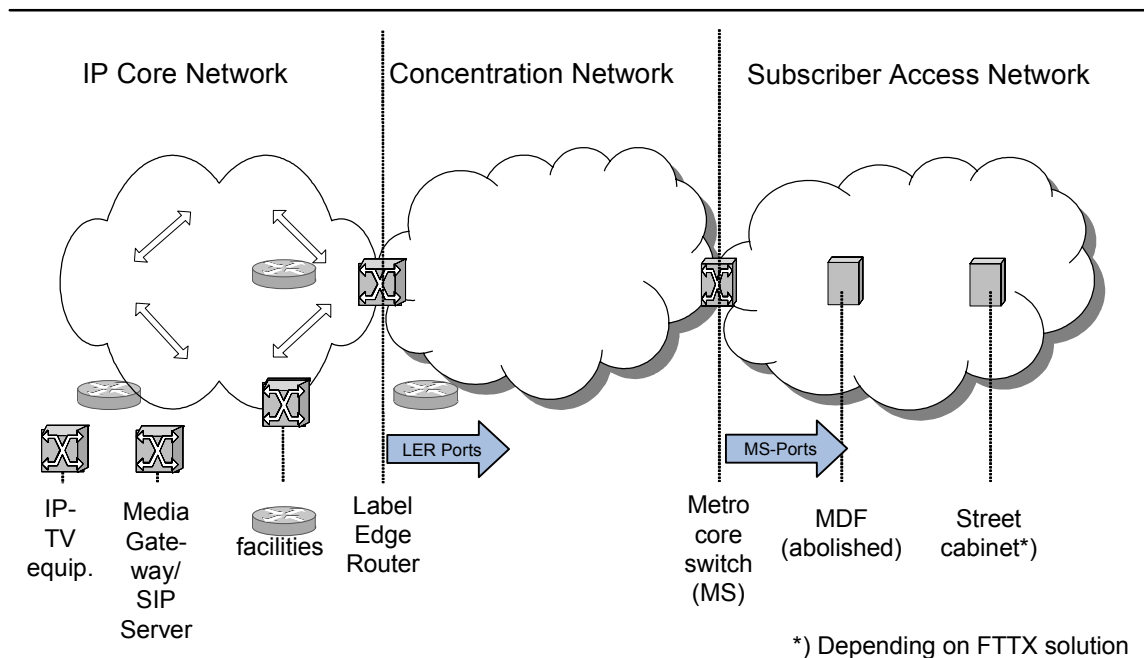 IP Core Network
Concentration Network
Subscriber Access Network
LER Ports
MS-Ports
IP-
TV
equip.
Media
Gate-
way/
SIP
Server
facilities
Label
Edge
Router
Metro
core
switch
(MS)
MDF
(abolished)
Street
cabinet*)
*) Depending on FTTX solution